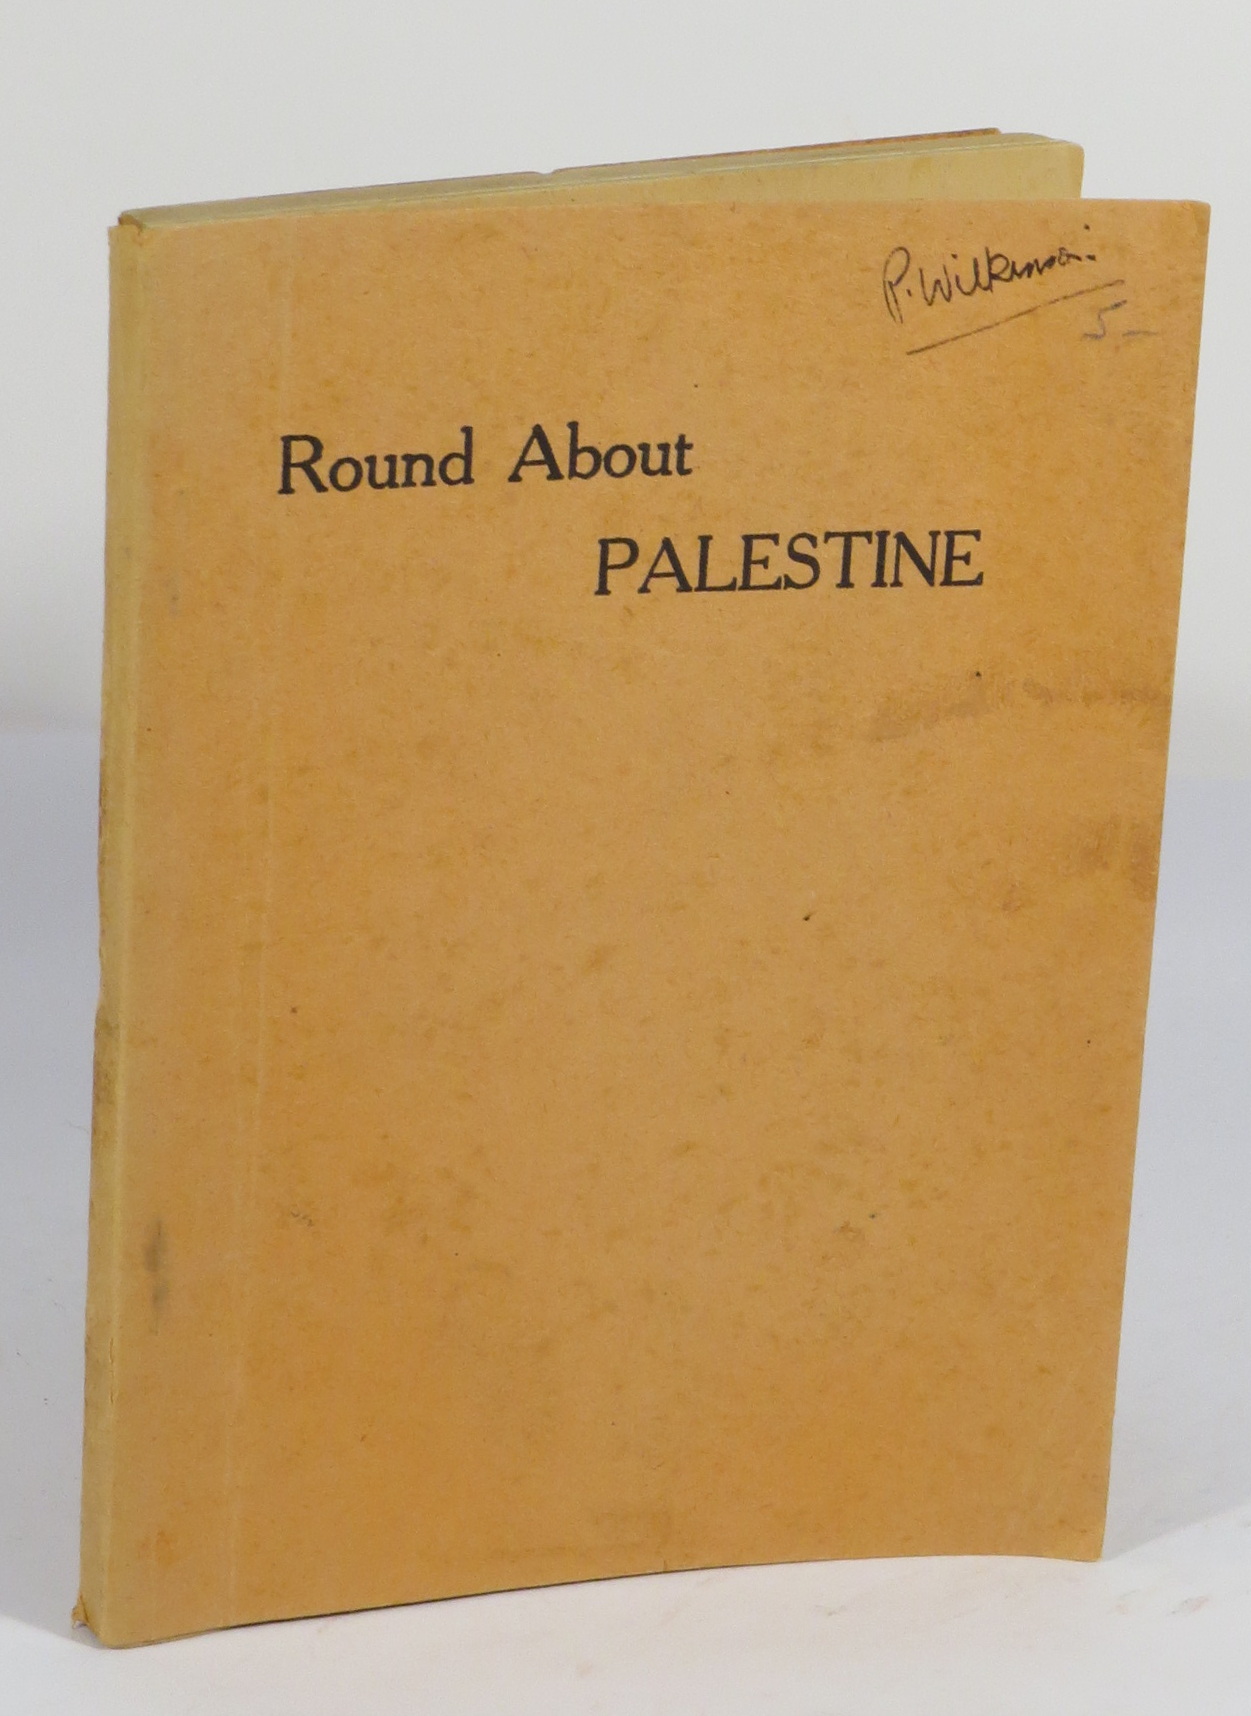 P. Wilkinson.
5-
Round About
PALESTINE